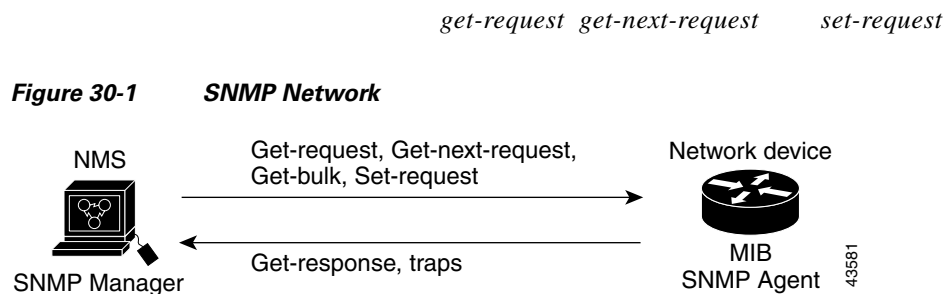 get-request get-next-request set-request
Figure 30-1 SNMP Network
NMS
Get-request, Get-next-request,
Get-bulk, Set-request
Network device
Get-response, traps
SNMP Manager
MIB
SNMP Agent
43581